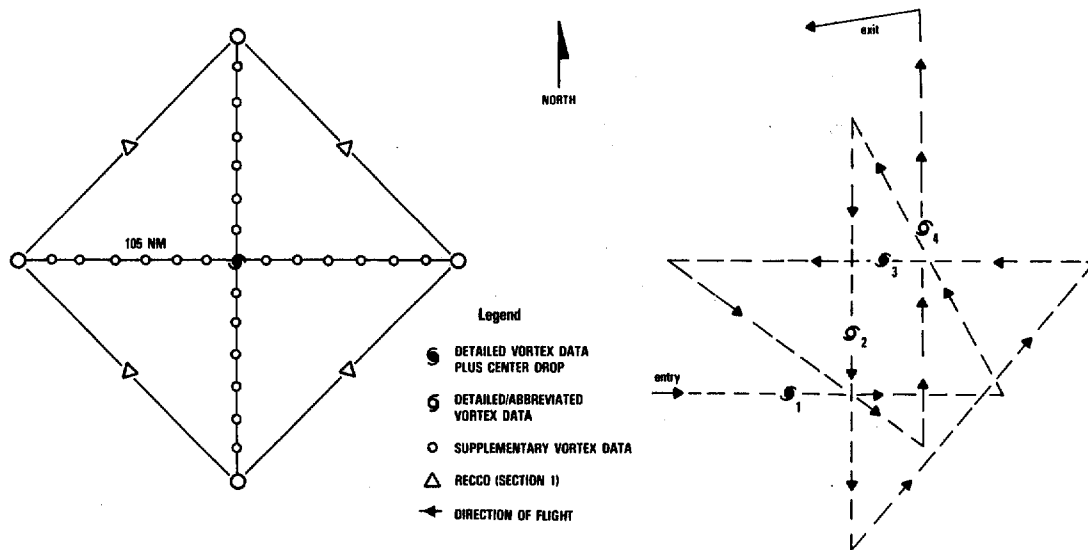 exit
NORTH
4
105 NM
3
Legend
DETAILED VORTEX DATA
PLUS CENTER DROP
2
entry
DETAILED/ABBREVIATED
VORTEX DATA
1
SUPPLEMENTARY VORTEX DATA
RECCO (SECTION 1)
DIRECTION OF FLIGHT